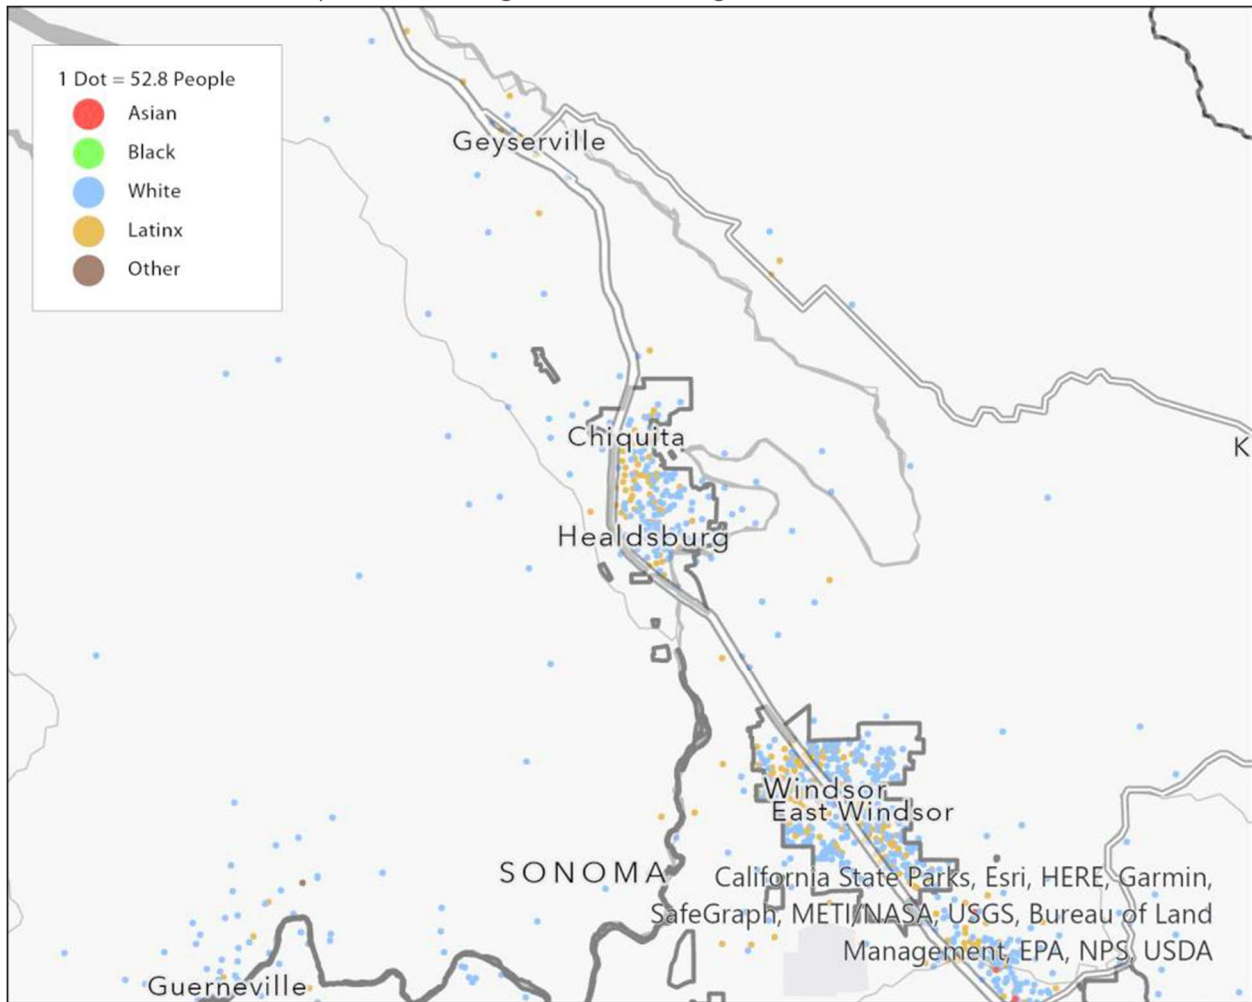 1 Dot = 52.8 People
Asian
Black
White
Latinx
Other
Geyserville
Chiquita
K
Healdsburg
Windsor
East Windsor
SONOMA
California State Parks, Esri, HERE, Garmin,
SafeGraph, METI/NASA, USGS, Bureau of Land
Management, EPA, NPS, USDA
Guerneville